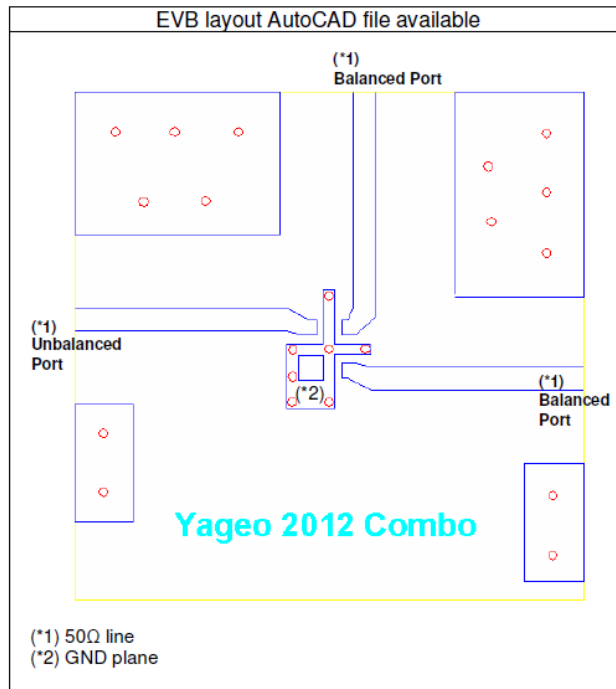 EVB layout AutoCAD file available
(*1)
Balanced Port
(*1)
Unbalanced
Port
(*1)
Balanced
Port
(*2)
Yageo 2012 Combo
(*1) 50Ω line
(*2) GND plane